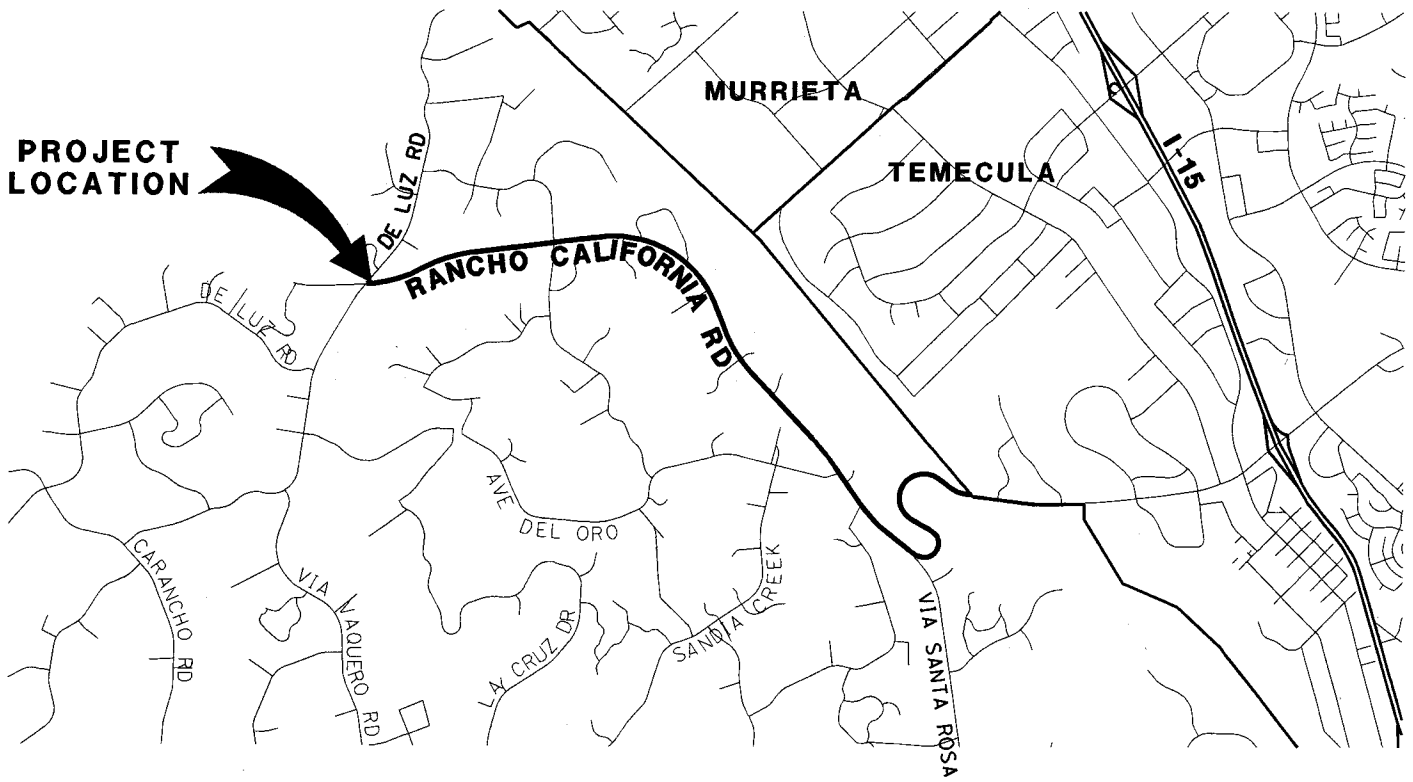 MURRIETA
PROJECT
LOCATION
DE LUZ RD
TEMECULA
I-15
RANCHO CALIFORNIA RD
DE LUZ RD
AVE DEL ORO
CARANCHO RD
VIA VAQUERO RD
LA CRUZ DR
SANDIA CREEK
VIA SANTA ROSA